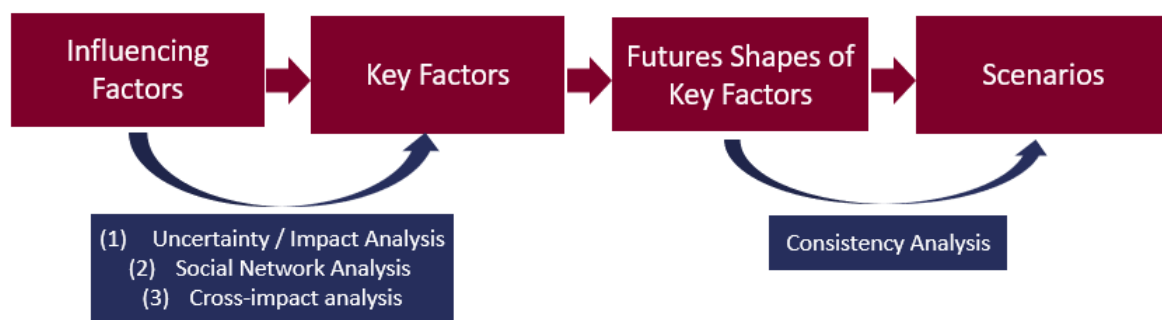 Influencing
Factors
Key Factors
Futures Shapes of
Key Factors
Scenarios
(1) Uncertainty / Impact Analysis
(2) Social Network Analysis
(3) Cross-impact analysis
Consistency Analysis